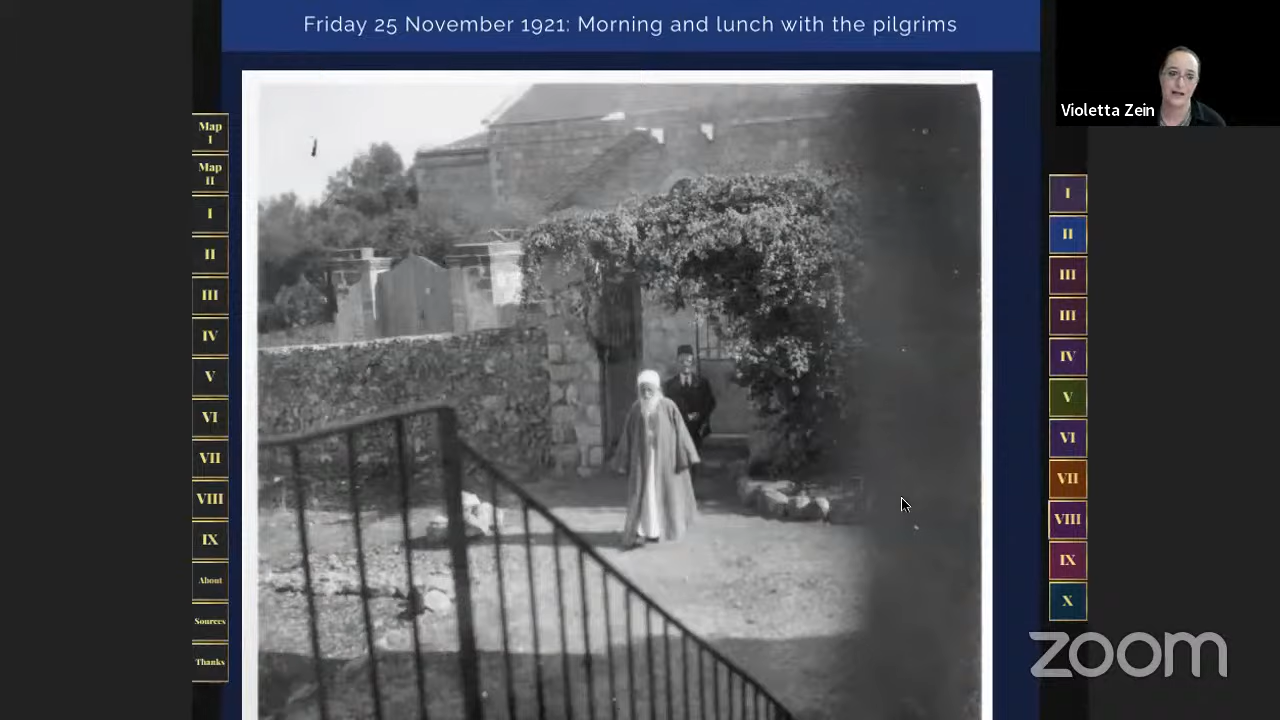 Friday 25 November 1921: Morning and lunch with the pilgrims
Violetta Zein
Map
I
Map
II
I
II
III
IV
V
VI
VII
VIII
IX
About
Sources
Thanks
I
II
III
III
IV
V
VI
VII
VIII
IX
X
zoom